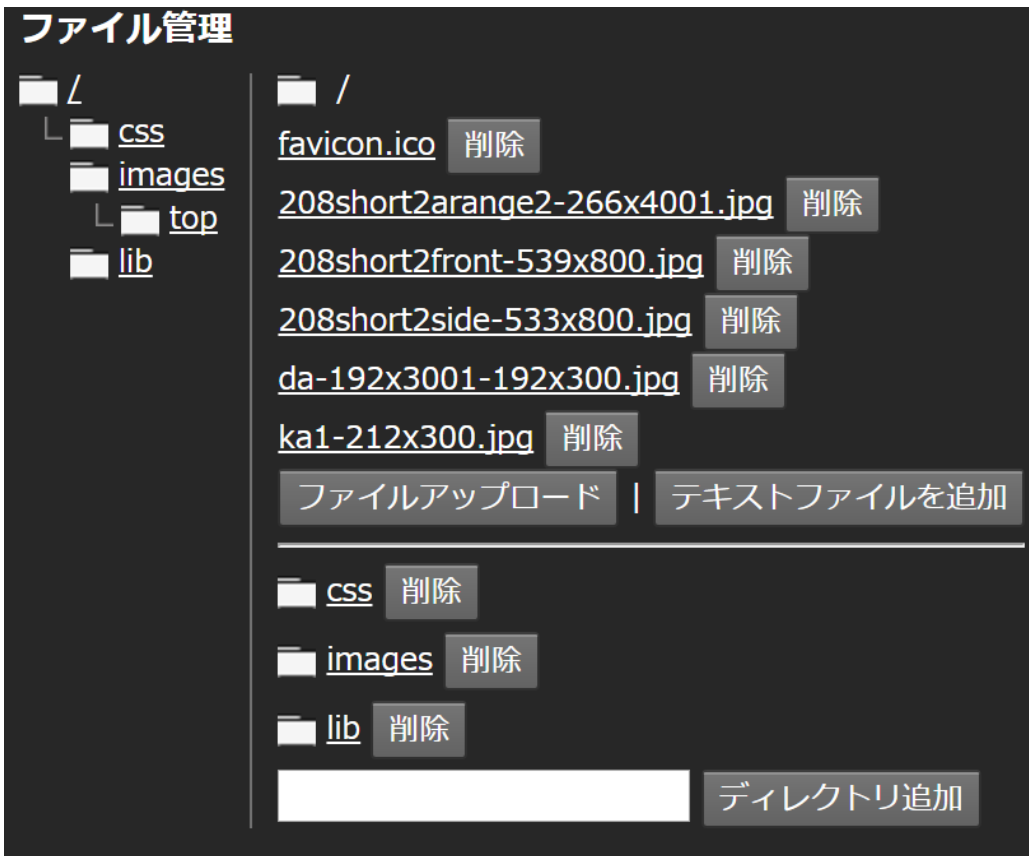 ファイル管理
/
css
images
top
lib
/
favicon.ico 削除
208short2arange2-266x4001.jpg 削除
208short2front-539x800.jpg 削除
208short2side-533x800.jpg 削除
da-192x3001-192x300.jpg 削除
ka1-212x300.jpg 削除
ファイルアップロード | テキストファイルを追加
css 削除
images 削除
lib 削除
ディレクトリ追加